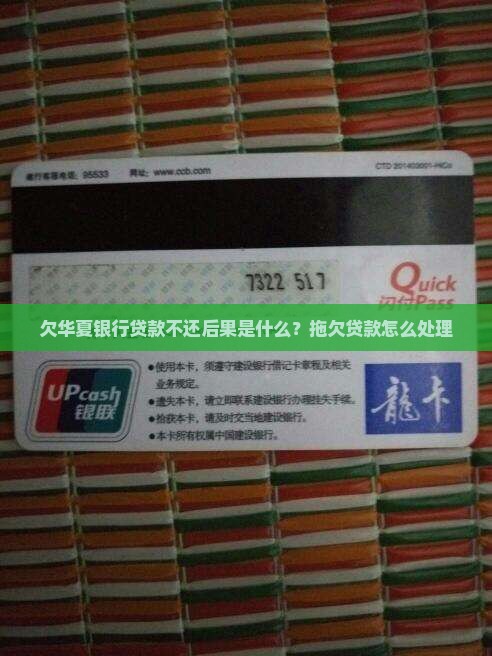 建行客服电话：95533 网址：www.ccb.com CTD 201403001-HiCo
7322 517
Quick
闪付Pass
欠华夏银行贷款不还后果是什么？拖欠贷款怎么处理
●使用本卡，须遵守建设银行借记卡章程及相关
业务规定。
●遗失本卡，请立即联系建设银行办理挂失手续。
●拾获本卡，请及时交当地建设银行。
●本卡所有权属中国建设银行。
UPcash
银联
龍卡